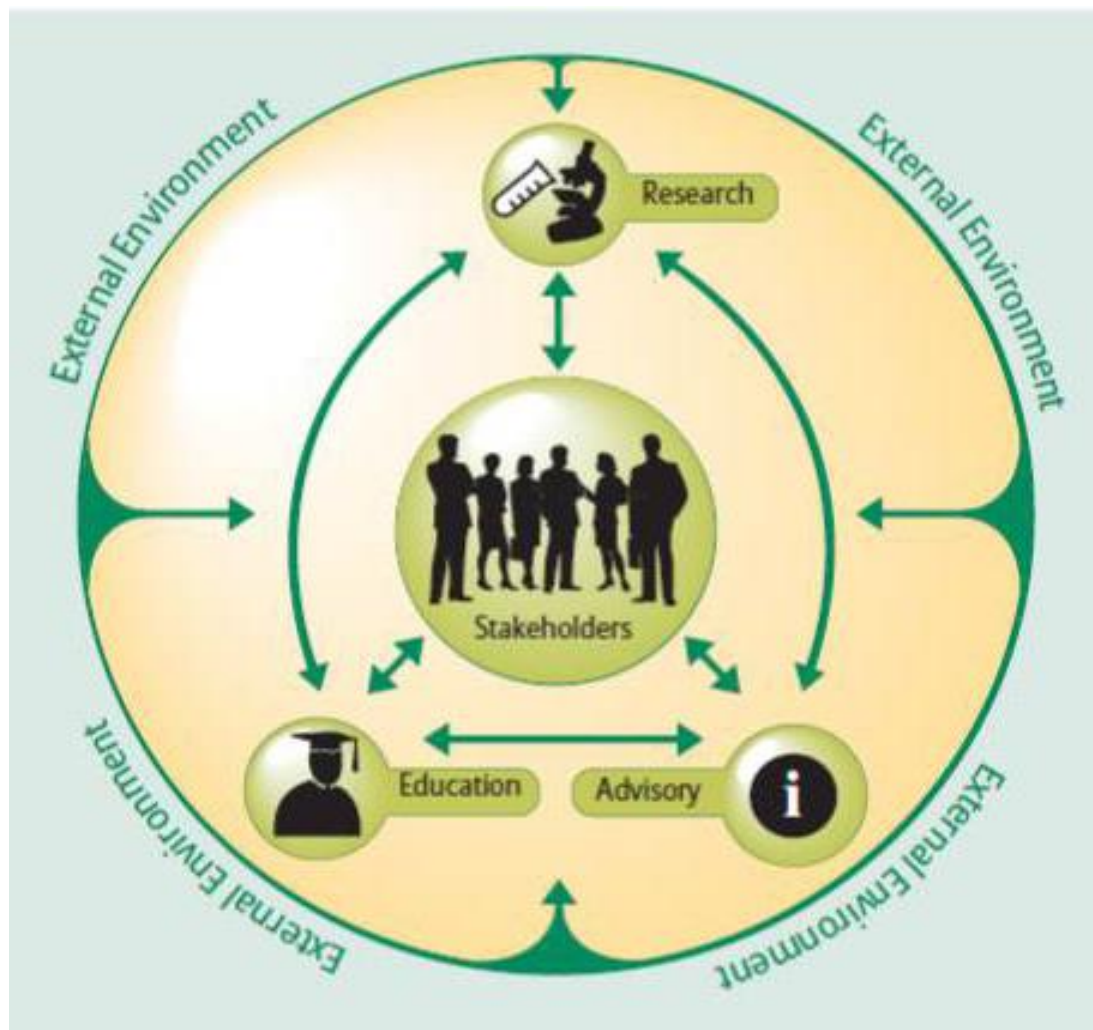 External Environment
External Environment
Research
Stakeholders
Education
Advisory
i
External Environment
External Environment